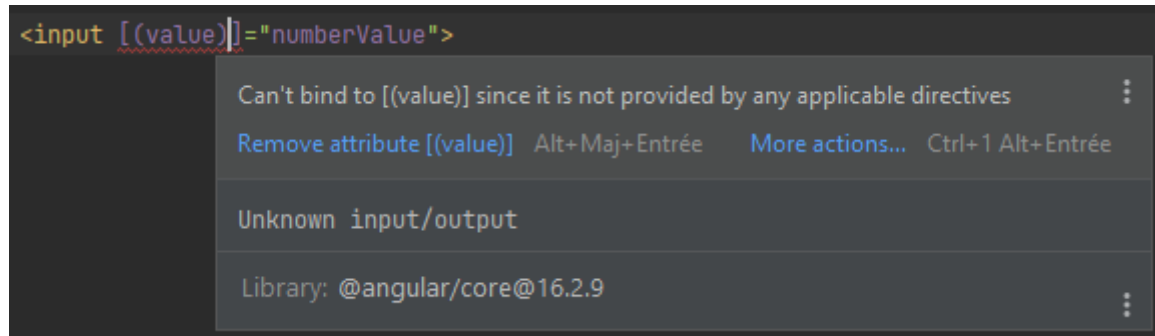 <input [(value)]="numberValue">
Can't bind to [(value)] since it is not provided by any applicable directives
Remove attribute [(value)] Alt+Maj+Entrée More actions... Ctrl+1 Alt+Entrée
Unknown input/output
Library: @angular/core@16.2.9